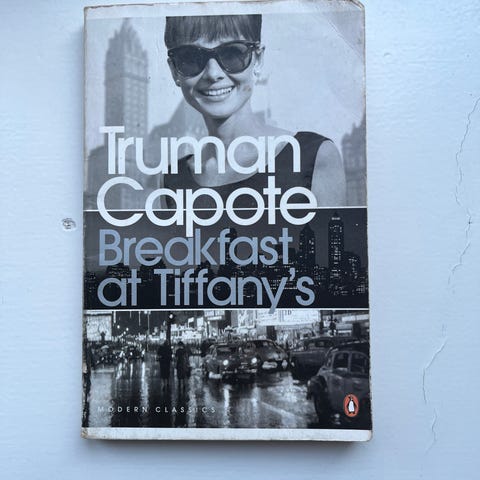 Truman
Capote
Breakfast
at Tiffany's
MODERN CLASSICS